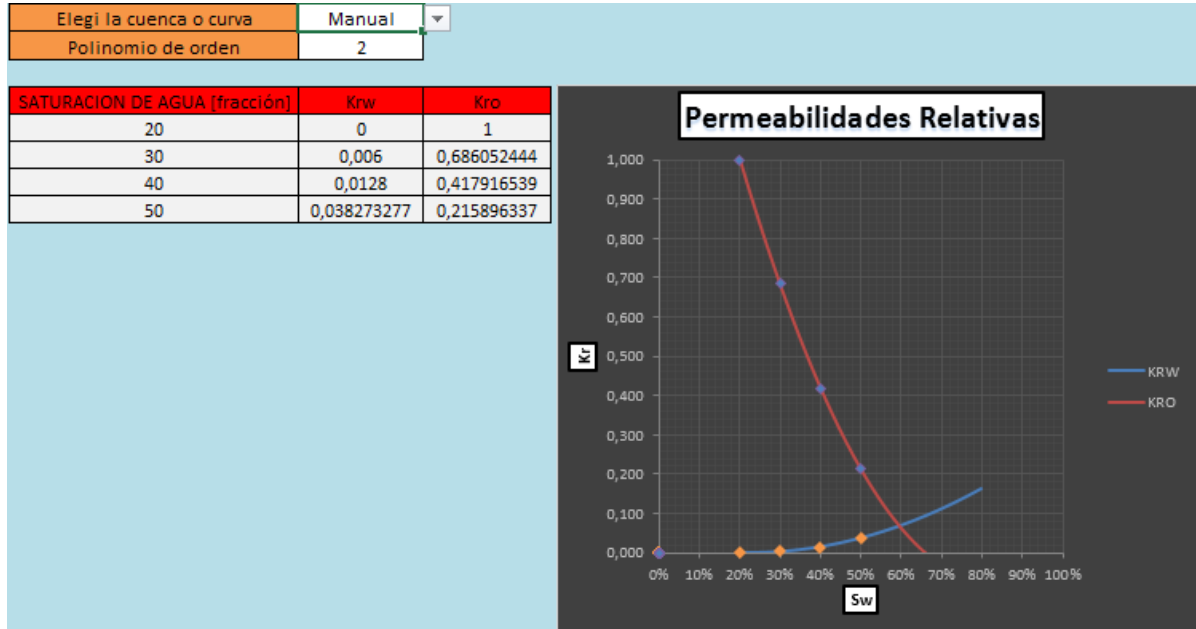 Elegi la cuenca o curva Manual
Polinomio de orden 2
SATURACION DE AGUA [fracción] Krw Kro
20 0 1
30 0,006 0,686052444
40 0,0128 0,417916539
50 0,038273277 0,215896337
Permeabilidades Relativas
1,000
0,900
0,800
0,700
0,600
0,500
0,400
0,300
0,200
0,100
0,000
Kr
0% 10% 20% 30% 40% 50% 60% 70% 80% 90% 100%
Sw
KRW
KRO